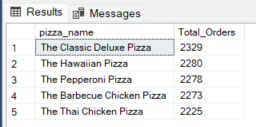 Results Messages
pizza_name Total_Orders
1 The Classic Deluxe Pizza 2329
2 The Hawaiian Pizza 2280
3 The Pepperoni Pizza 2278
4 The Barbecue Chicken Pizza 2273
5 The Thai Chicken Pizza 2225